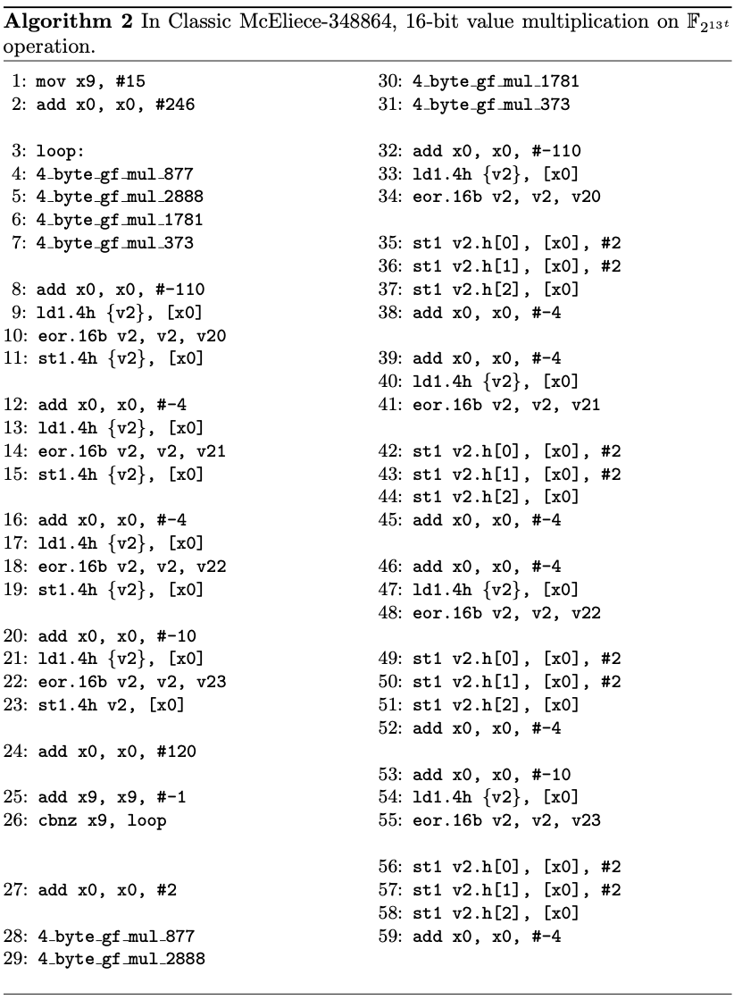 Algorithm 2 In Classic McEliece-348864, 16-bit value multiplication on 𝔽_{2^{13t}}
operation.
1: mov x9, #15
2: add x0, x0, #246
3: loop:
4: 4_byte_gf_mul_877
5: 4_byte_gf_mul_2888
6: 4_byte_gf_mul_1781
7: 4_byte_gf_mul_373
8: add x0, x0, #-110
9: ld1.4h {v2}, [x0]
10: eor.16b v2, v2, v20
11: st1.4h {v2}, [x0]
12: add x0, x0, #-4
13: ld1.4h {v2}, [x0]
14: eor.16b v2, v2, v21
15: st1.4h {v2}, [x0]
16: add x0, x0, #-4
17: ld1.4h {v2}, [x0]
18: eor.16b v2, v2, v22
19: st1.4h {v2}, [x0]
20: add x0, x0, #-10
21: ld1.4h {v2}, [x0]
22: eor.16b v2, v2, v23
23: st1.4h v2, [x0]
24: add x0, x0, #120
25: add x9, x9, #-1
26: cbnz x9, loop
27: add x0, x0, #2
28: 4_byte_gf_mul_877
29: 4_byte_gf_mul_2888
30: 4_byte_gf_mul_1781
31: 4_byte_gf_mul_373
32: add x0, x0, #-110
33: ld1.4h {v2}, [x0]
34: eor.16b v2, v2, v20
35: st1 v2.h[0], [x0], #2
36: st1 v2.h[1], [x0], #2
37: st1 v2.h[2], [x0]
38: add x0, x0, #-4
39: add x0, x0, #-4
40: ld1.4h {v2}, [x0]
41: eor.16b v2, v2, v21
42: st1 v2.h[0], [x0], #2
43: st1 v2.h[1], [x0], #2
44: st1 v2.h[2], [x0]
45: add x0, x0, #-4
46: add x0, x0, #-4
47: ld1.4h {v2}, [x0]
48: eor.16b v2, v2, v22
49: st1 v2.h[0], [x0], #2
50: st1 v2.h[1], [x0], #2
51: st1 v2.h[2], [x0]
52: add x0, x0, #-4
53: add x0, x0, #-10
54: ld1.4h {v2}, [x0]
55: eor.16b v2, v2, v23
56: st1 v2.h[0], [x0], #2
57: st1 v2.h[1], [x0], #2
58: st1 v2.h[2], [x0]
59: add x0, x0, #-4